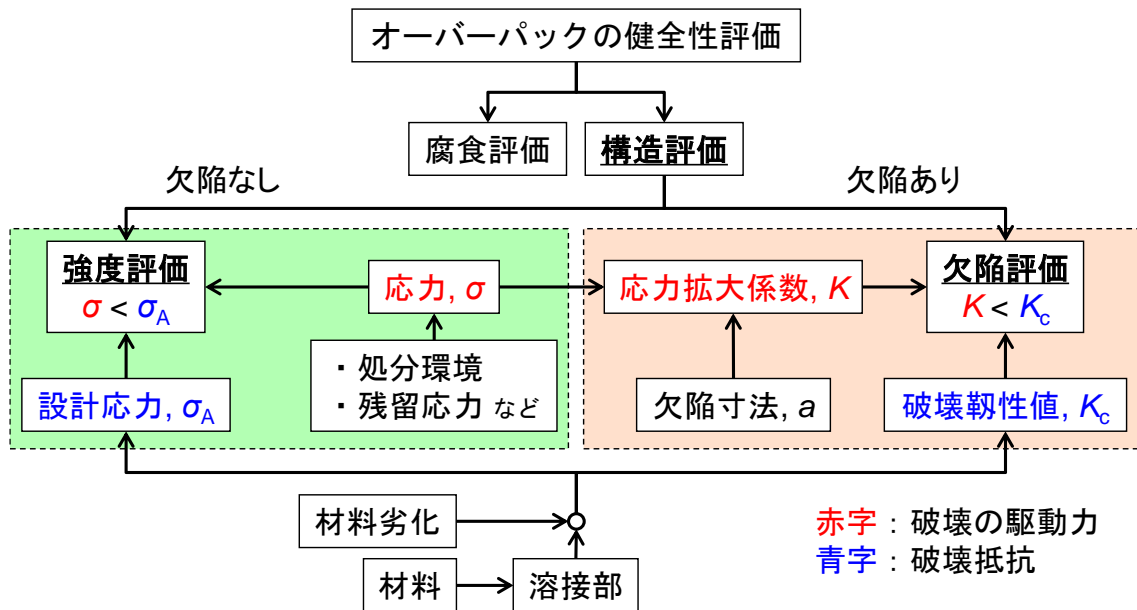 オーバーパックの健全性評価
腐食評価
構造評価
欠陥なし
欠陥あり
強度評価
σ < σA
応力, σ
応力拡大係数, K
欠陥評価
K < Kc
・処分環境
・残留応力 など
設計応力, σA
欠陥寸法, a
破壊靱性値, Kc
材料劣化
材料
溶接部
赤字：破壊の駆動力
青字：破壊抵抗